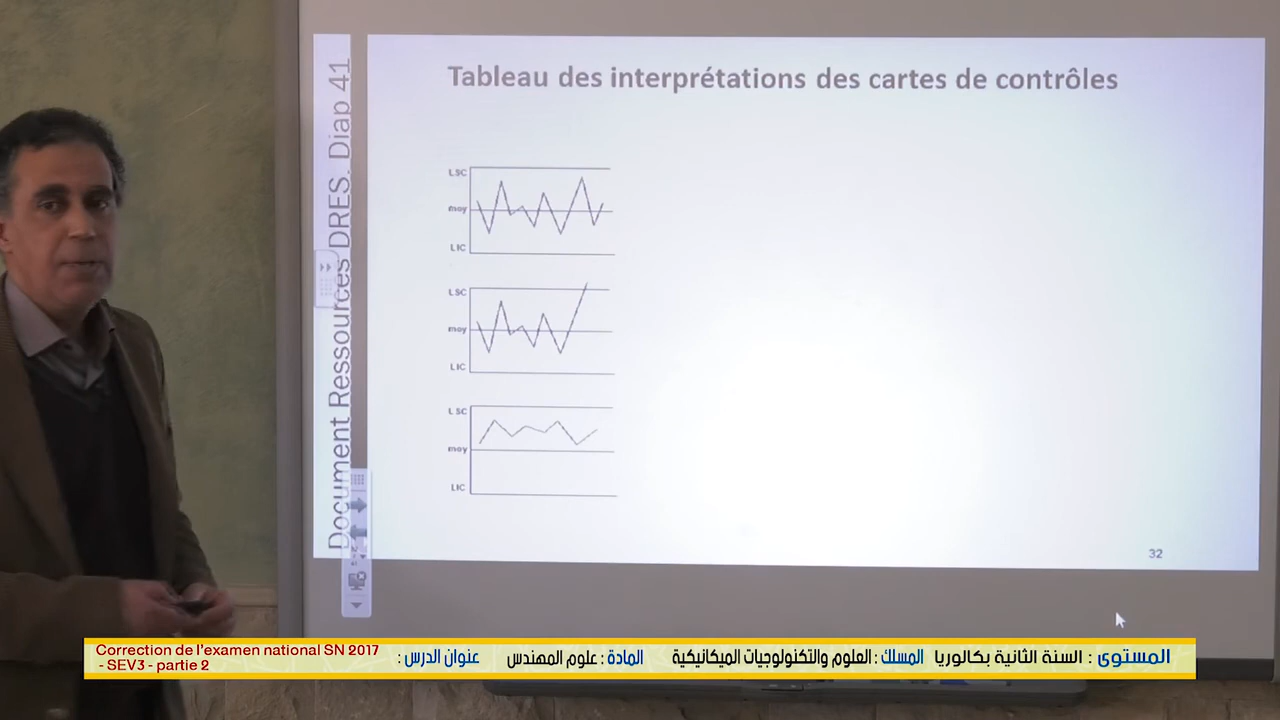 Document Ressources DRES. Diap 41
Tableau des interprétations des cartes de contrôles
LSC
moy
LIC
LSC
moy
LIC
LSC
moy
LIC
32
المستوى : السنة الثانية بكالوريا المسلك : العلوم والتكنولوجيات الميكانيكية المادة : علوم المهندس عنوان الدرس :
Correction de l'examen national SN 2017
- SEV3 - partie 2